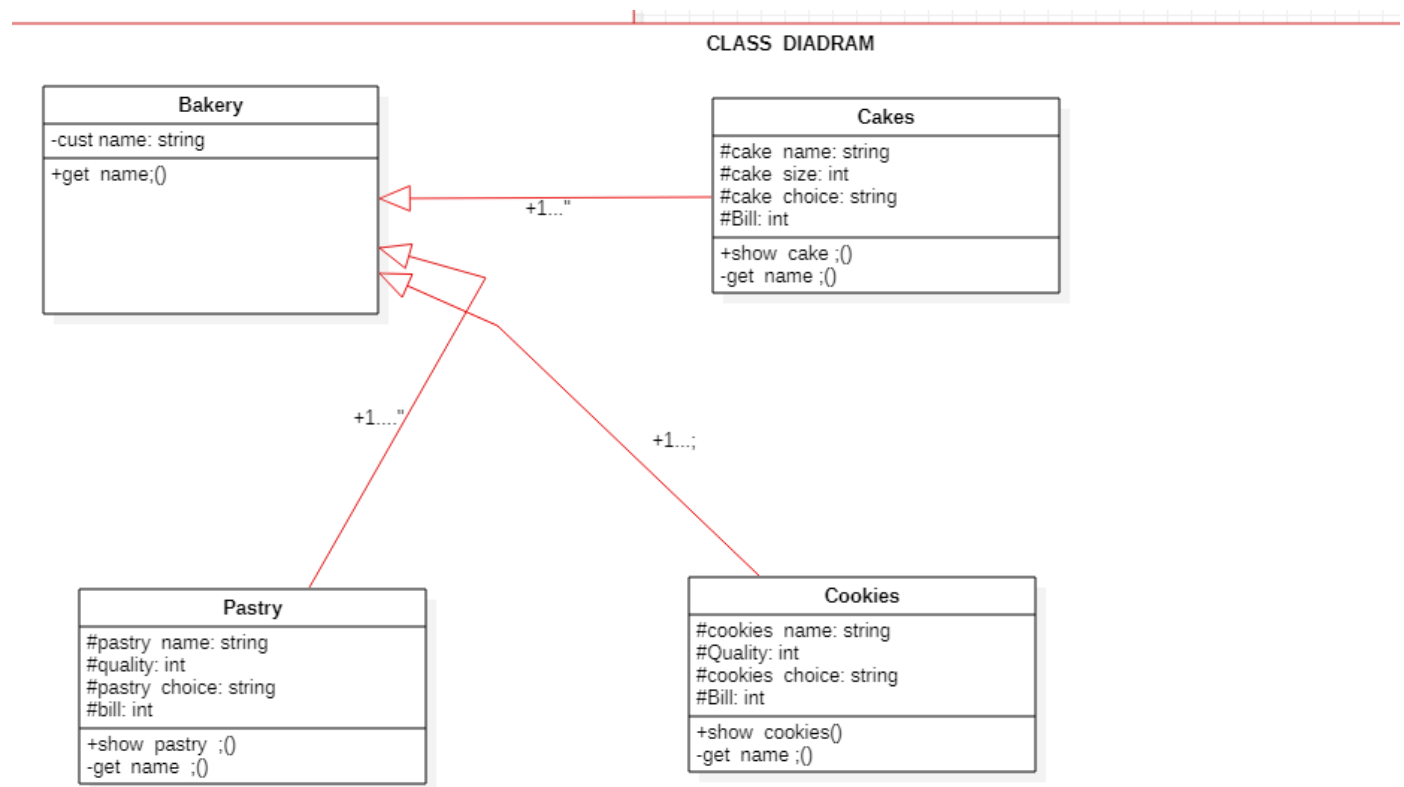 CLASS DIADRAM
Bakery
-cust name: string
+get name;()
Cakes
#cake name: string
#cake size: int
#cake choice: string
#Bill: int
+show cake ;()
-get name ;()
+1..."
+1...."
+1...;
Pastry
#pastry name: string
#quality: int
#pastry choice: string
#bill: int
+show pastry ;()
-get name ;()
Cookies
#cookies name: string
#Quality: int
#cookies choice: string
#Bill: int
+show cookies()
-get name ;()